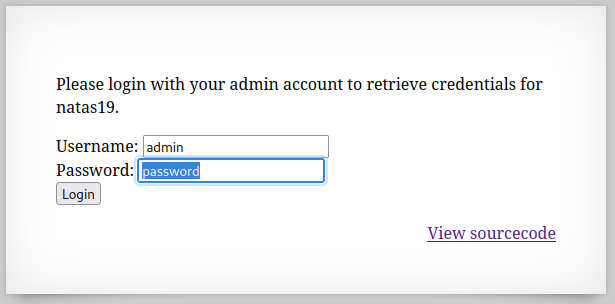 Please login with your admin account to retrieve credentials for
natas19.
Username: admin
Password: password
Login
View sourcecode